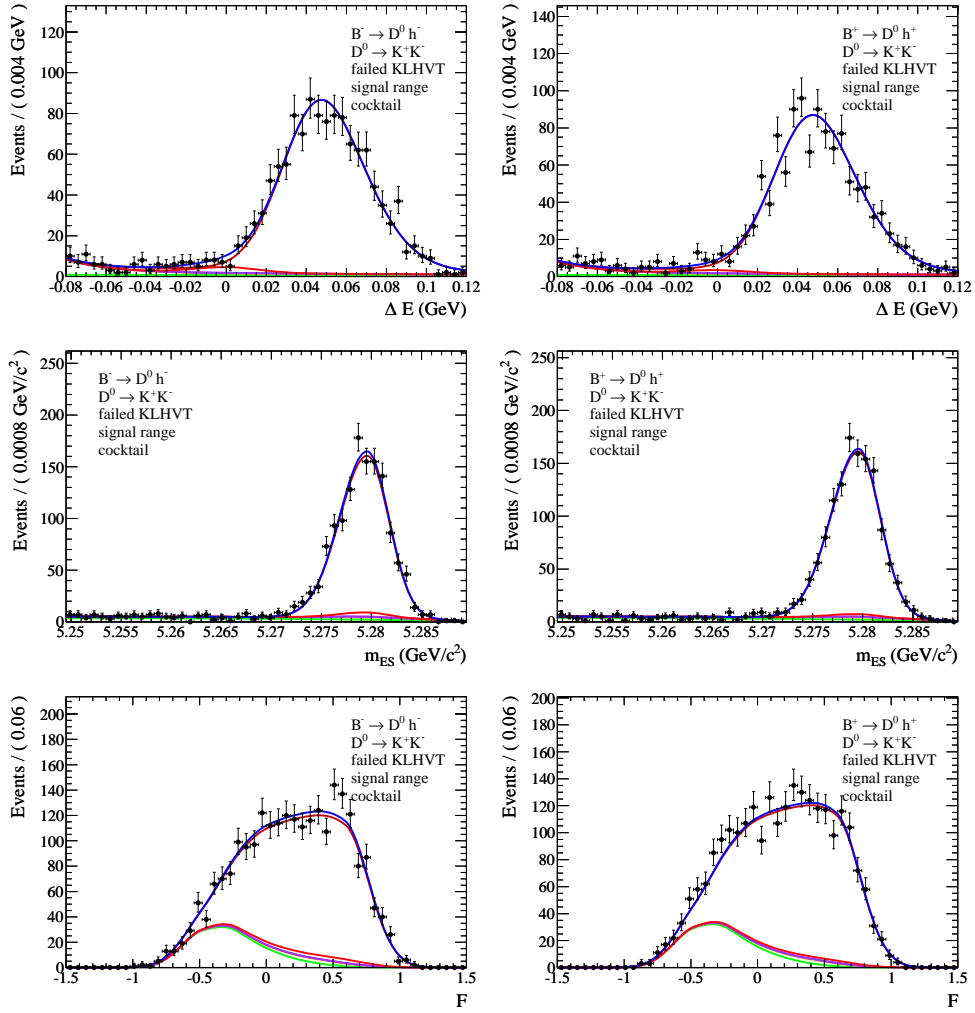 Events / ( 0.004 GeV )
140
120
100
80
60
40
20
0
B⁻ → D⁰ h⁻
D⁰ → K⁺K⁻
failed KLHVT
signal range
cocktail
-0.08 -0.06 -0.04 -0.02 0 0.02 0.04 0.06 0.08 0.1 0.12
Δ E (GeV)
Events / ( 0.004 GeV )
140
120
100
80
60
40
20
0
B⁺ → D⁰ h⁺
D⁰ → K⁺K⁻
failed KLHVT
signal range
cocktail
-0.08 -0.06 -0.04 -0.02 0 0.02 0.04 0.06 0.08 0.1 0.12
Δ E (GeV)
Events / ( 0.0008 GeV/c² )
250
200
150
100
50
0
B⁻ → D⁰ h⁻
D⁰ → K⁺K⁻
failed KLHVT
signal range
cocktail
5.25 5.255 5.26 5.265 5.27 5.275 5.28 5.285
m_ES (GeV/c²)
Events / ( 0.0008 GeV/c² )
250
200
150
100
50
0
B⁺ → D⁰ h⁺
D⁰ → K⁺K⁻
failed KLHVT
signal range
cocktail
5.25 5.255 5.26 5.265 5.27 5.275 5.28 5.285
m_ES (GeV/c²)
Events / ( 0.06 )
200
180
160
140
120
100
80
60
40
20
0
B⁻ → D⁰ h⁻
D⁰ → K⁺K⁻
failed KLHVT
signal range
cocktail
-1.5 -1 -0.5 0 0.5 1 1.5
F
Events / ( 0.06 )
200
180
160
140
120
100
80
60
40
20
0
B⁺ → D⁰ h⁺
D⁰ → K⁺K⁻
failed KLHVT
signal range
cocktail
-1.5 -1 -0.5 0 0.5 1 1.5
F